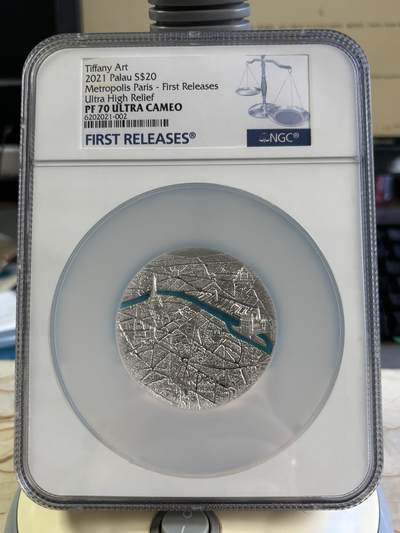 Tiffany Art
2021 Palau S$20
Metropolis Paris - First Releases
Ultra High Relief
PF 70 ULTRA CAMEO
6202021-002
FIRST RELEASES®
NGC®